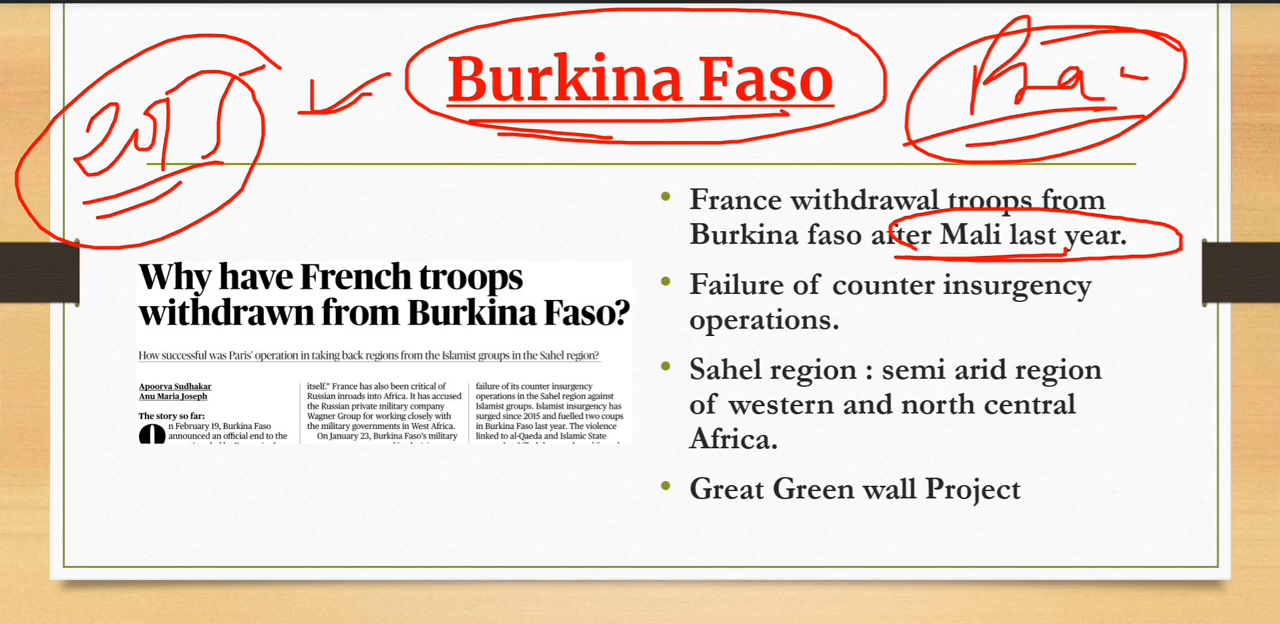 Burkina Faso
Why have French troops
withdrawn from Burkina Faso?
How successful was Paris' operation in taking back regions from the Islamist groups in the Sahel region?
Apoorva Sudhakar
Anu Maria Joseph
The story so far:
On February 19, Burkina Faso
announced an official end to the
itself." France has also been critical of
Russian inroads into Africa. It has accused
the Russian private military company
Wagner Group for working closely with
the military governments in West Africa.
On January 23, Burkina Faso's military
failure of its counter insurgency
operations in the Sahel region against
Islamist groups. Islamist insurgency has
surged since 2015 and fuelled two coups
in Burkina Faso last year. The violence
linked to al-Qaeda and Islamic State
• France withdrawal troops from
Burkina faso after Mali last year.
• Failure of counter insurgency
operations.
• Sahel region : semi arid region
of western and north central
Africa.
• Great Green wall Project